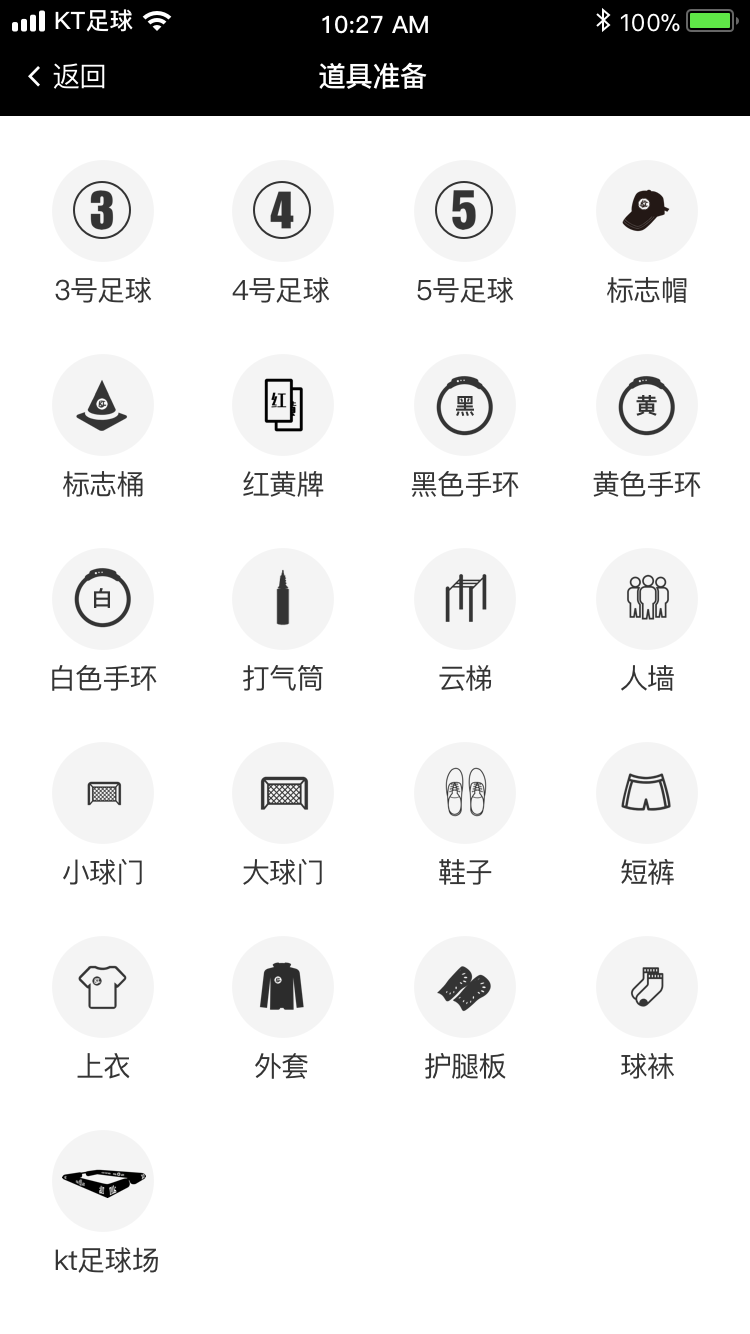 KT足球 10:27 AM 100%
返回 道具准备
3 4 5
3号足球 4号足球 5号足球 标志帽
红 黑 黄
标志桶 红黄牌 黑色手环 黄色手环
白
白色手环 打气筒 云梯 人墙
小球门 大球门 鞋子 短裤
上衣 外套 护腿板 球袜
kt足球场